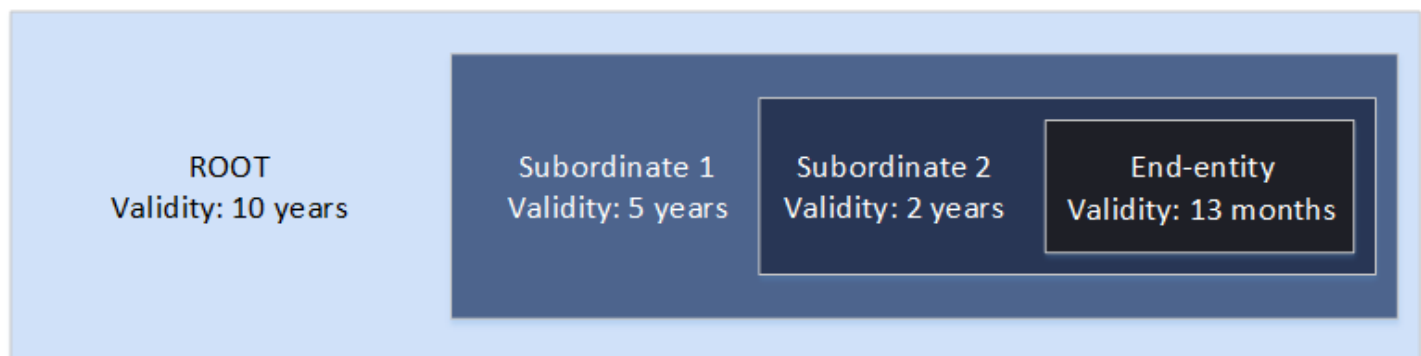 ROOT
Validity: 10 years
Subordinate 1
Validity: 5 years
Subordinate 2
Validity: 2 years
End-entity
Validity: 13 months